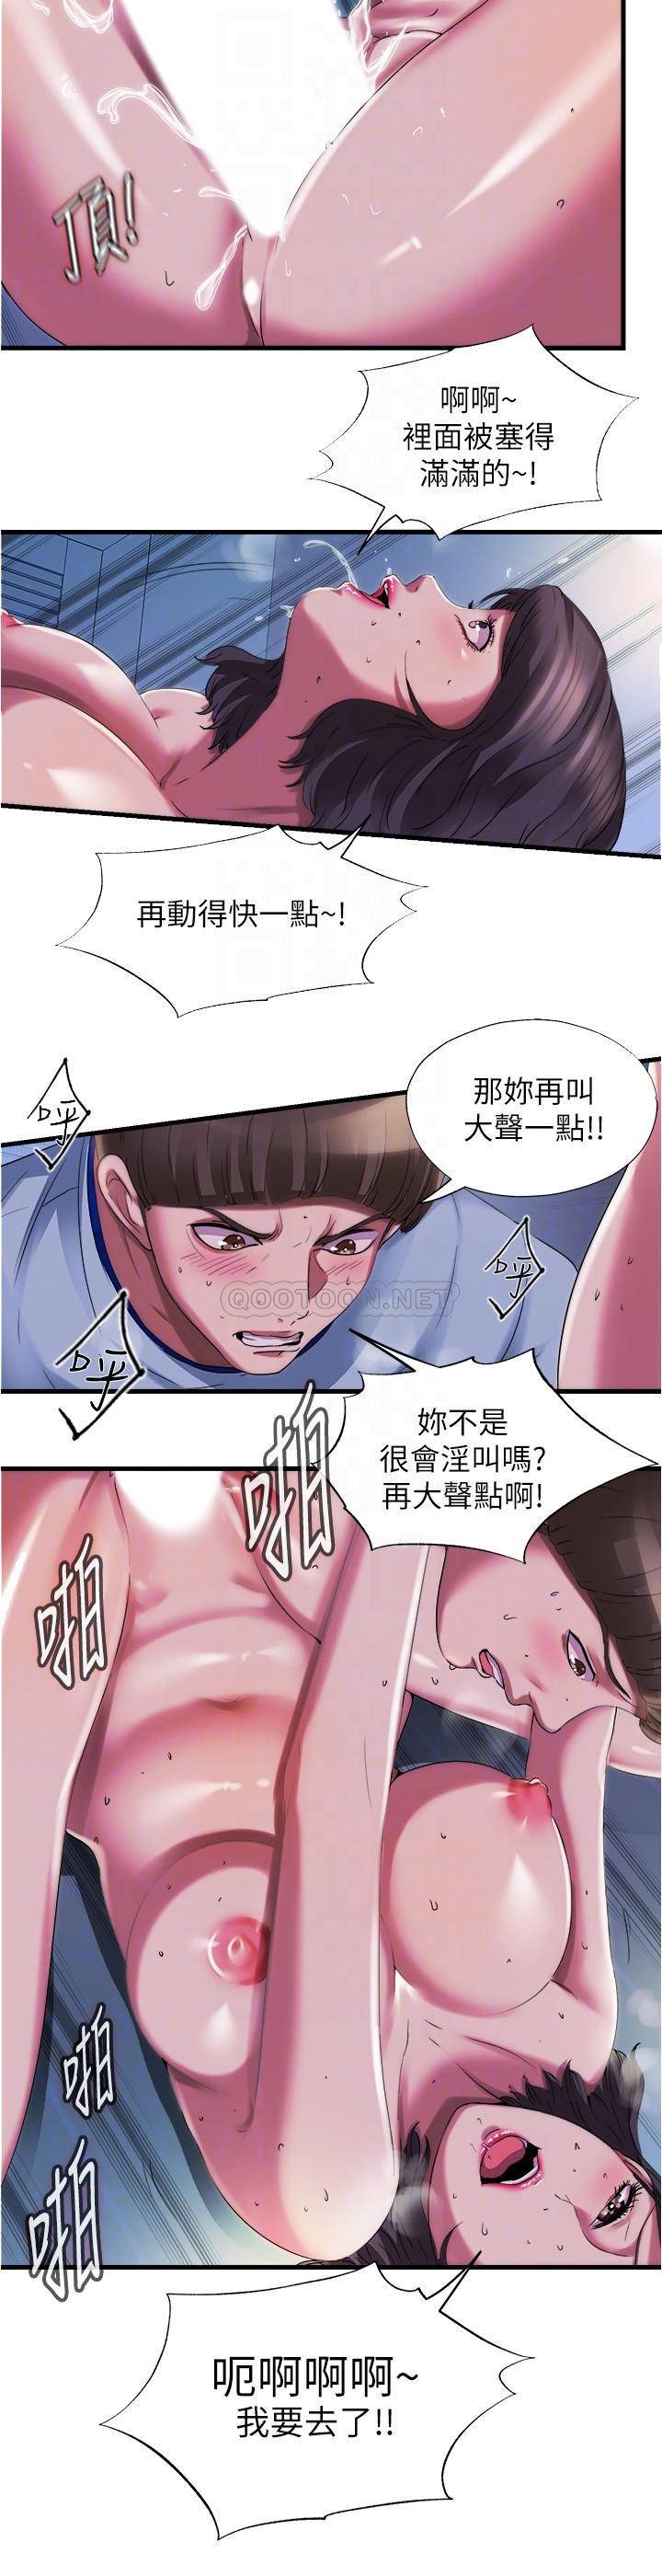 頂!
啊啊~
裡面被塞得
滿滿的~!
再動得快一點~!
那妳再叫
大聲一點!!
呼
呼
呼
QOOTOON.NET
妳不是
很會淫叫嗎?
再大聲點啊!
啪
啪
啪
啪
呃啊啊啊~
我要去了!!